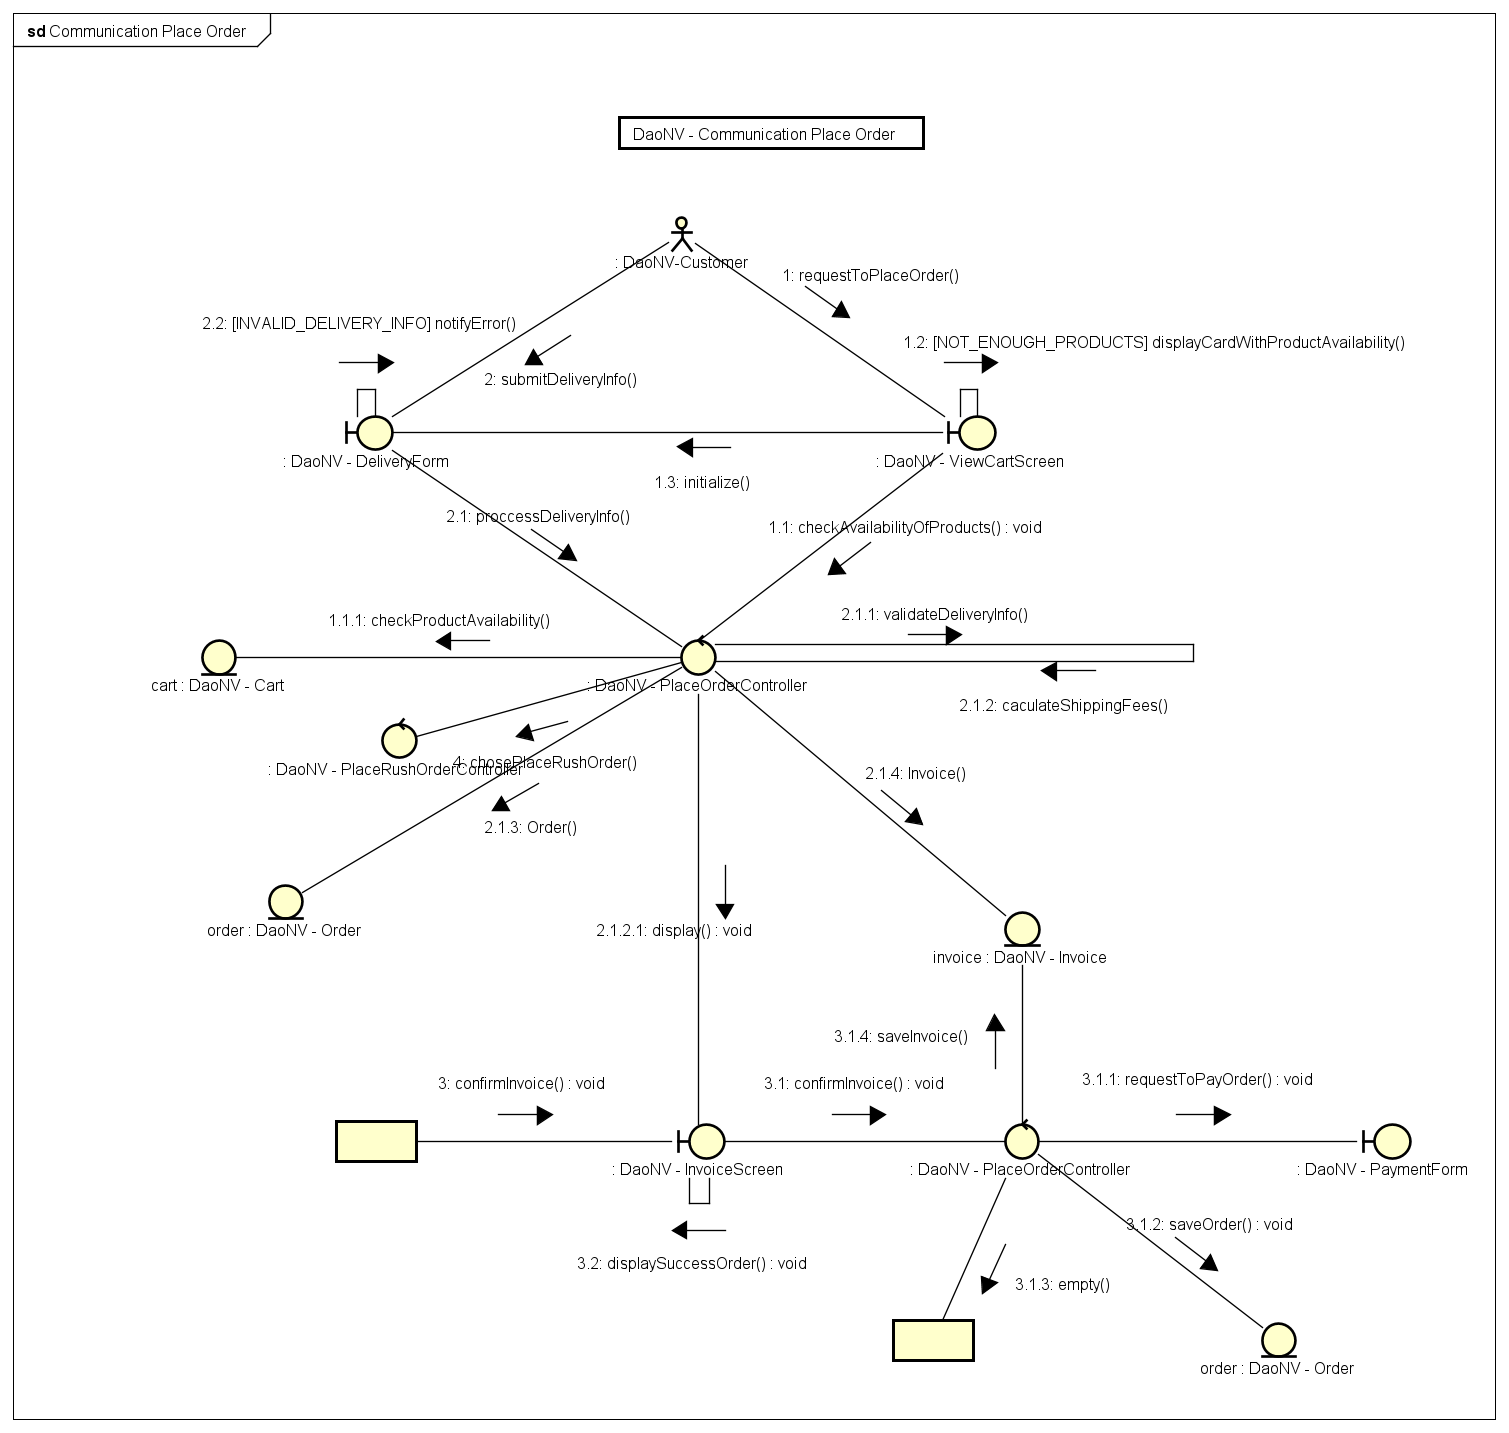 sd Communication Place Order
DaoNV - Communication Place Order
: DaoNV-Customer
1: requestToPlaceOrder()
2.2: [INVALID_DELIVERY_INFO] notifyError()
1.2: [NOT_ENOUGH_PRODUCTS] displayCardWithProductAvailability()
2: submitDeliveryInfo()
: DaoNV - DeliveryForm
: DaoNV - ViewCartScreen
1.3: initialize()
2.1: proccessDeliveryInfo()
1.1: checkAvailabilityOfProducts() : void
1.1.1: checkProductAvailability()
2.1.1: validateDeliveryInfo()
cart : DaoNV - Cart
: DaoNV - PlaceOrderController
2.1.2: caculateShippingFees()
4: chosePlaceRushOrder()
: DaoNV - PlaceRushOrderController
2.1.4: Invoice()
2.1.3: Order()
order : DaoNV - Order
2.1.2.1: display() : void
invoice : DaoNV - Invoice
3.1.4: saveInvoice()
3: confirmInvoice() : void
3.1: confirmInvoice() : void
3.1.1: requestToPayOrder() : void
: DaoNV - InvoiceScreen
: DaoNV - PlaceOrderController
: DaoNV - PaymentForm
3.1.2: saveOrder() : void
3.2: displaySuccessOrder() : void
3.1.3: empty()
order : DaoNV - Order